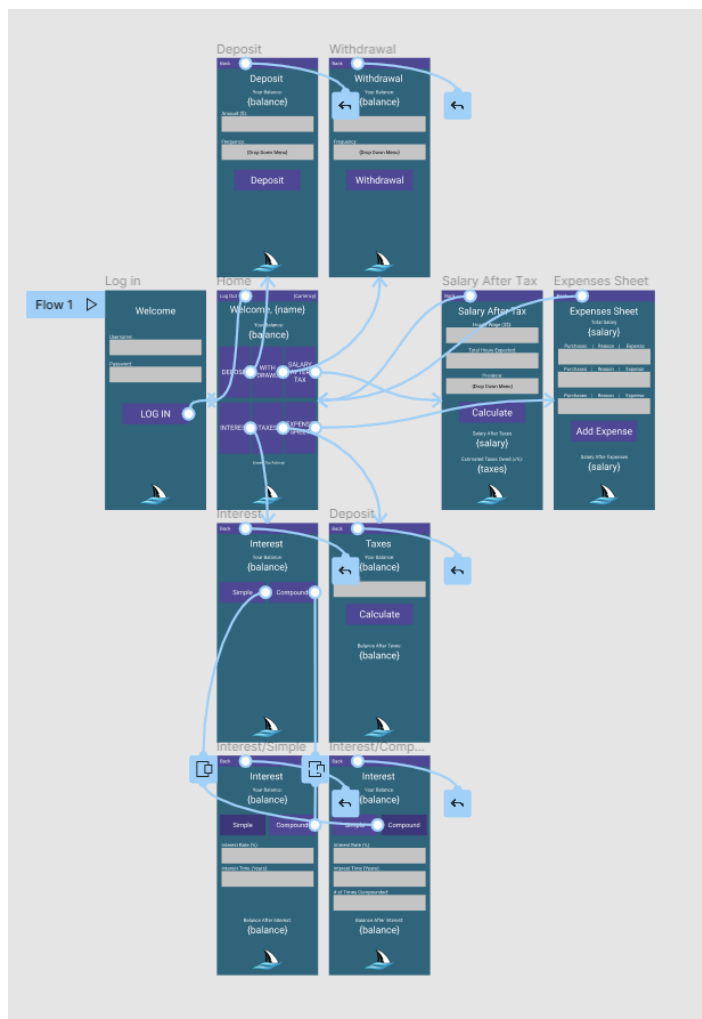 Deposit
Back
Deposit
Your Balance:
{balance}
Amount ($)
Frequency:
(Drop Down Menu)
Deposit
Withdrawal
Back
Withdrawal
Your Balance:
{balance}
Frequency:
(Drop Down Menu)
Withdrawal
Flow 1
Log in
Welcome
Username:
Password:
LOG IN
Home
Log Out
(Currency)
Welcome, {name}
Your Balance:
{balance}
DEPOSIT
WITH
DRAWL
SALARY
AFTER
TAX
INTEREST
TAXES
EXPENSE
Salary After Tax
Back
Salary After Tax
Hourly Wage ($):
Total Hours Expected:
Province:
(Drop Down Menu)
Calculate
Salary After Taxes:
{salary}
{taxes}
Expenses Sheet
Back
Expenses Sheet
Total Salary
{salary}
Purchases | Reason | Expense
Purchases | Reason | Expense
Purchases | Reason | Expense
Add Expense
Salary After Expenses
{salary}
Interest
Back
Interest
Your Balance:
{balance}
Simple
Compound
Deposit
Back
Taxes
Your Balance:
{balance}
Calculate
Balance After Taxes:
{balance}
Interest/Simple
Back
Interest
Your Balance:
{balance}
Simple
Compound
Interest Rate (%):
Interest Time (Years):
Balance After Interest:
{balance}
Interest/Comp...
Back
Interest
Your Balance:
{balance}
Simple
Compound
Interest Rate (%):
Interest Time (Years):
# of Times Compounded:
Balance After Interest:
{balance}